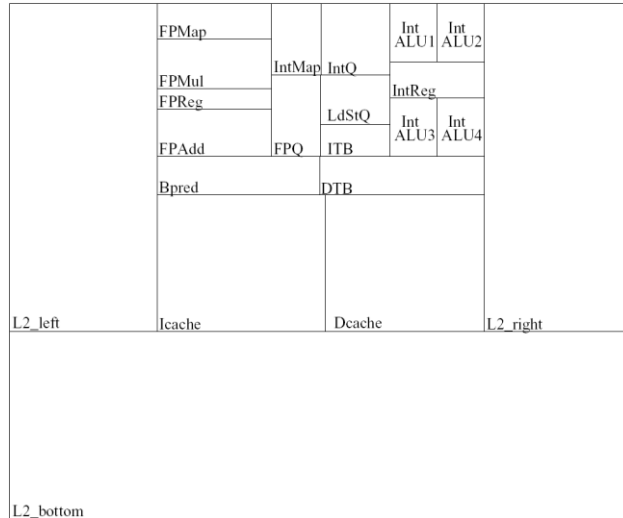 FPMap
FPMul
FPReg
FPAdd
IntMap
FPQ
IntQ
LdStQ
ITB
Int
ALU1
Int
ALU2
IntReg
Int
ALU3
Int
ALU4
Bpred
DTB
L2_left
Icache
Dcache
L2_right
L2_bottom